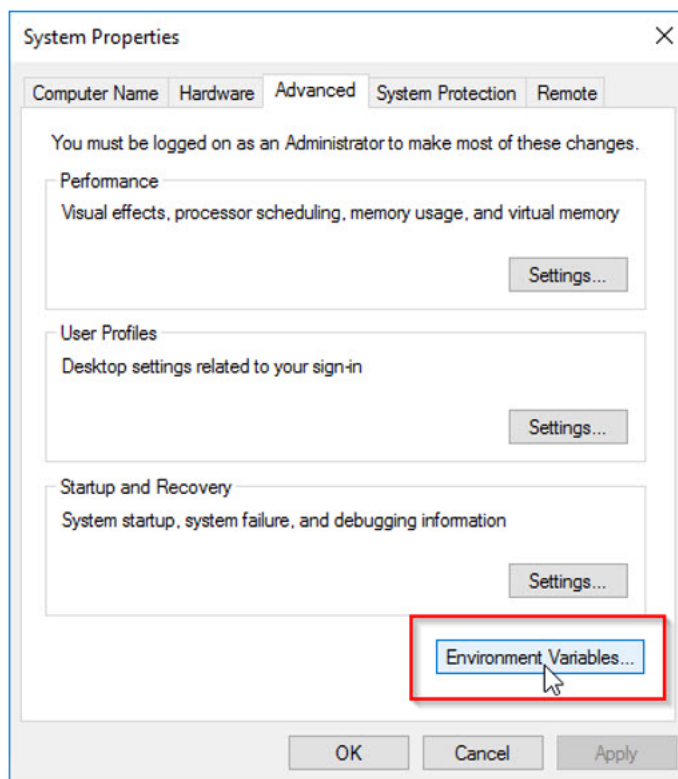 System Properties
Computer Name
Hardware
Advanced
System Protection
Remote
You must be logged on as an Administrator to make most of these changes.
Performance
Visual effects, processor scheduling, memory usage, and virtual memory
Settings...
User Profiles
Desktop settings related to your sign-in
Settings...
Startup and Recovery
System startup, system failure, and debugging information
Settings...
Environment Variables...
OK
Cancel
Apply